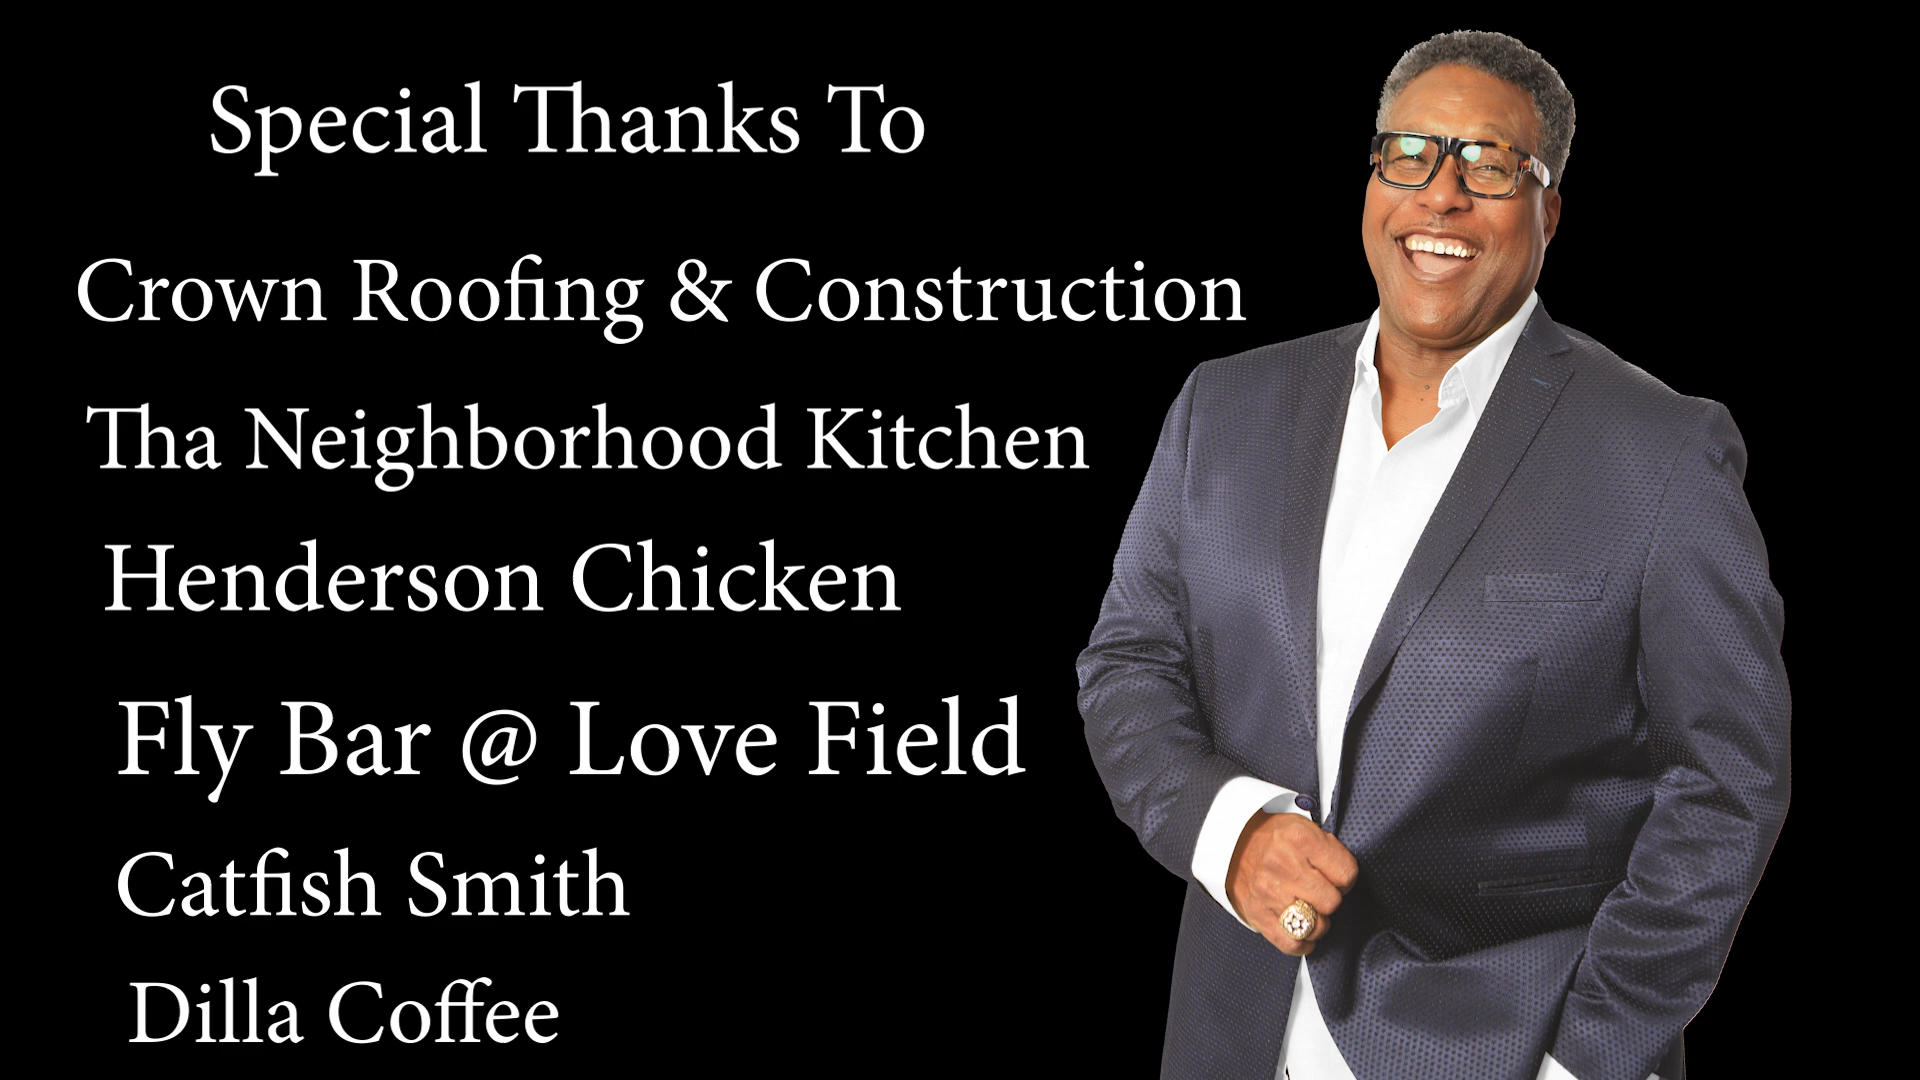 Special Thanks To
Crown Roofing & Construction
Tha Neighborhood Kitchen
Henderson Chicken
Fly Bar @ Love Field
Catfish Smith
Dilla Coffee